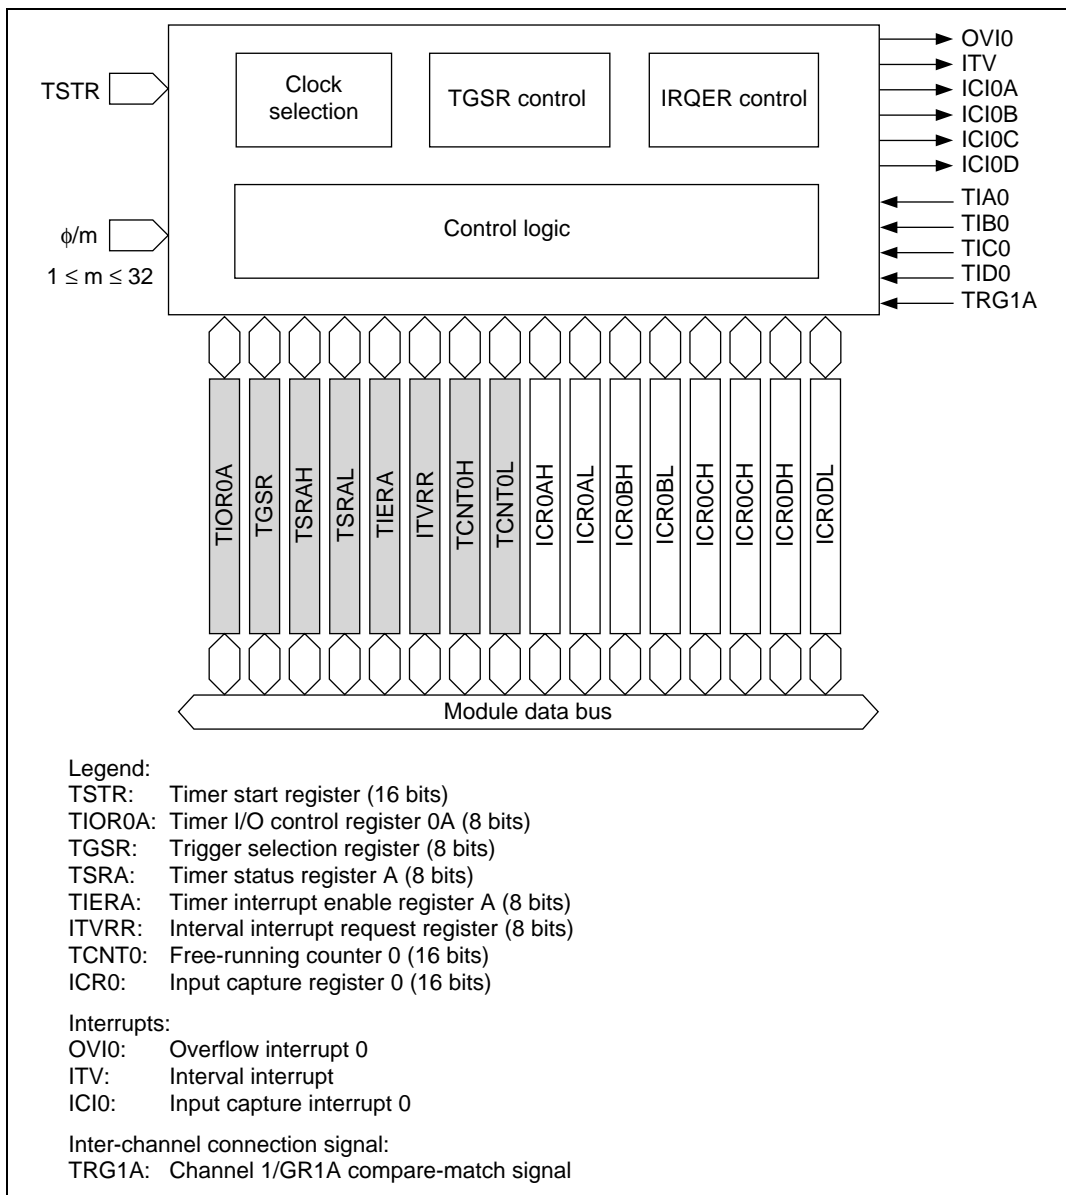 TSTR
Clock
selection
TGSR control
IRQER control
OVI0
ITV
ICI0A
ICI0B
ICI0C
ICI0D
ϕ/m
1 ≤ m ≤ 32
Control logic
TIA0
TIB0
TIC0
TID0
TRG1A
TIOR0A
TGSR
TSRAH
TSRAL
TIERA
ITVRR
TCNT0H
TCNT0L
ICR0AH
ICR0AL
ICR0BH
ICR0BL
ICR0CH
ICR0CH
ICR0DH
ICR0DL
Module data bus
Legend:
TSTR: Timer start register (16 bits)
TIOR0A: Timer I/O control register 0A (8 bits)
TGSR: Trigger selection register (8 bits)
TSRA: Timer status register A (8 bits)
TIERA: Timer interrupt enable register A (8 bits)
ITVRR: Interval interrupt request register (8 bits)
TCNT0: Free-running counter 0 (16 bits)
ICR0: Input capture register 0 (16 bits)
Interrupts:
OVI0: Overflow interrupt 0
ITV: Interval interrupt
ICI0: Input capture interrupt 0
Inter-channel connection signal:
TRG1A: Channel 1/GR1A compare-match signal